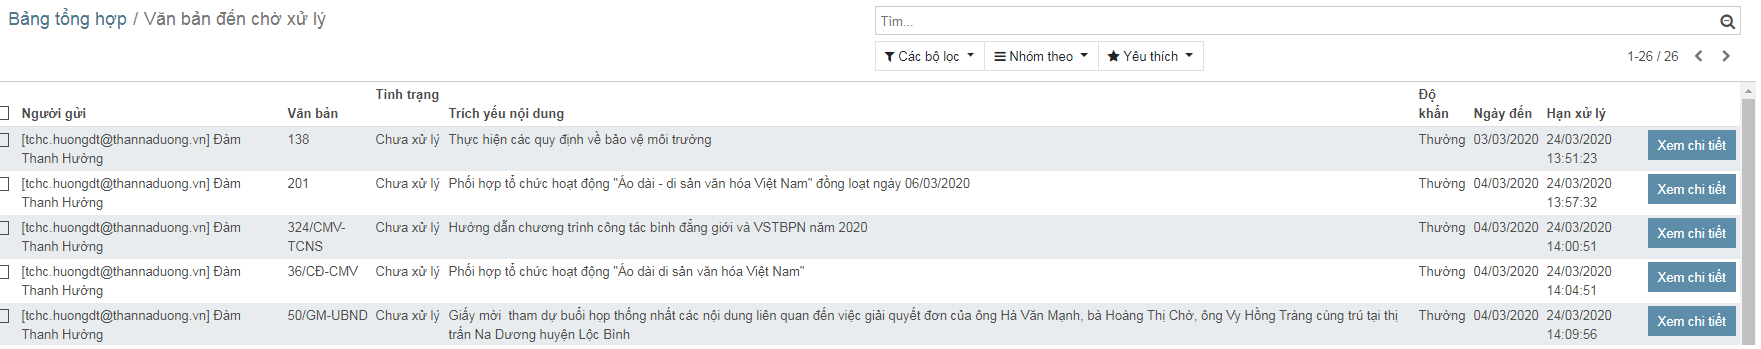 Bảng tổng hợp / Văn bản đến chờ xử lý
Tìm...
Các bộ lọc Nhóm theo Yêu thích
1-26 / 26
Người gửi Văn bản Tình trạng Trích yếu nội dung Độ khẩn Ngày đến Hạn xử lý
[tchc.huongdt@thannaduong.vn] Đàm 138 Chưa xử lý Thực hiện các quy định về bảo vệ môi trường Thường 03/03/2020 24/03/2020 Xem chi tiết
Thanh Hưởng 13:51:23
[tchc.huongdt@thannaduong.vn] Đàm 201 Chưa xử lý Phối hợp tổ chức hoạt động "Áo dài - di sản văn hóa Việt Nam" đồng loạt ngày 06/03/2020 Thường 04/03/2020 24/03/2020 Xem chi tiết
Thanh Hưởng 13:57:32
[tchc.huongdt@thannaduong.vn] Đàm 324/CMV- Chưa xử lý Hướng dẫn chương trình công tác bình đẳng giới và VSTBPN năm 2020 Thường 04/03/2020 24/03/2020 Xem chi tiết
Thanh Hưởng TCNS 14:00:51
[tchc.huongdt@thannaduong.vn] Đàm 36/CĐ-CMV Chưa xử lý Phối hợp tổ chức hoạt động "Áo dài di sản văn hóa Việt Nam" Thường 04/03/2020 24/03/2020 Xem chi tiết
Thanh Hưởng 14:04:51
[tchc.huongdt@thannaduong.vn] Đàm 50/GM-UBND Chưa xử lý Giấy mời tham dự buổi họp thống nhất các nội dung liên quan đến việc giải quyết đơn của ông Hà Văn Mạnh, bà Hoàng Thị Chờ, ông Vy Hồng Tráng cùng trú tại thị Thường 04/03/2020 24/03/2020 Xem chi tiết
Thanh Hưởng trấn Na Dương huyện Lộc Bình 14:09:56